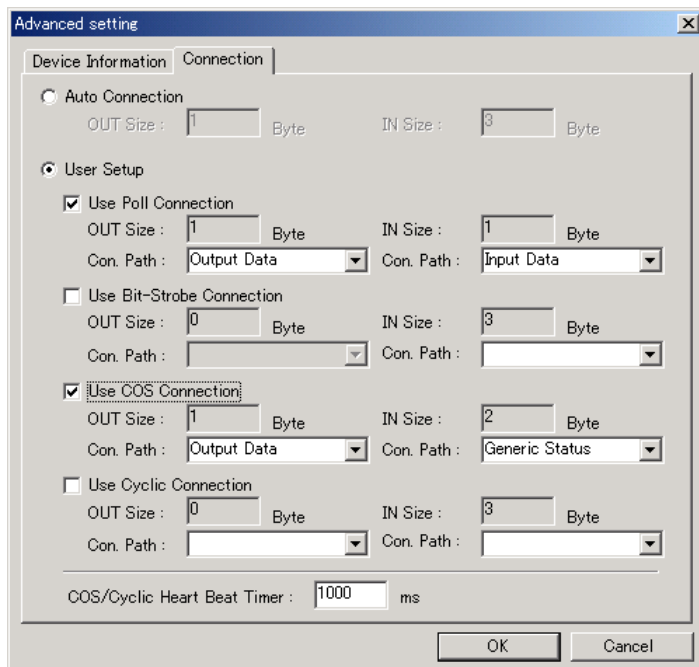 Advanced setting
Device Information Connection
Auto Connection
OUT Size : 1 Byte IN Size : 3 Byte
User Setup
Use Poll Connection
OUT Size : 1 Byte IN Size : 1 Byte
Con. Path : Output Data Con. Path : Input Data
Use Bit-Strobe Connection
OUT Size : 0 Byte IN Size : 3 Byte
Con. Path : Con. Path :
Use COS Connection
OUT Size : 1 Byte IN Size : 2 Byte
Con. Path : Output Data Con. Path : Generic Status
Use Cyclic Connection
OUT Size : 0 Byte IN Size : 3 Byte
Con. Path : Con. Path :
COS/Cyclic Heart Beat Timer : 1000 ms
OK Cancel